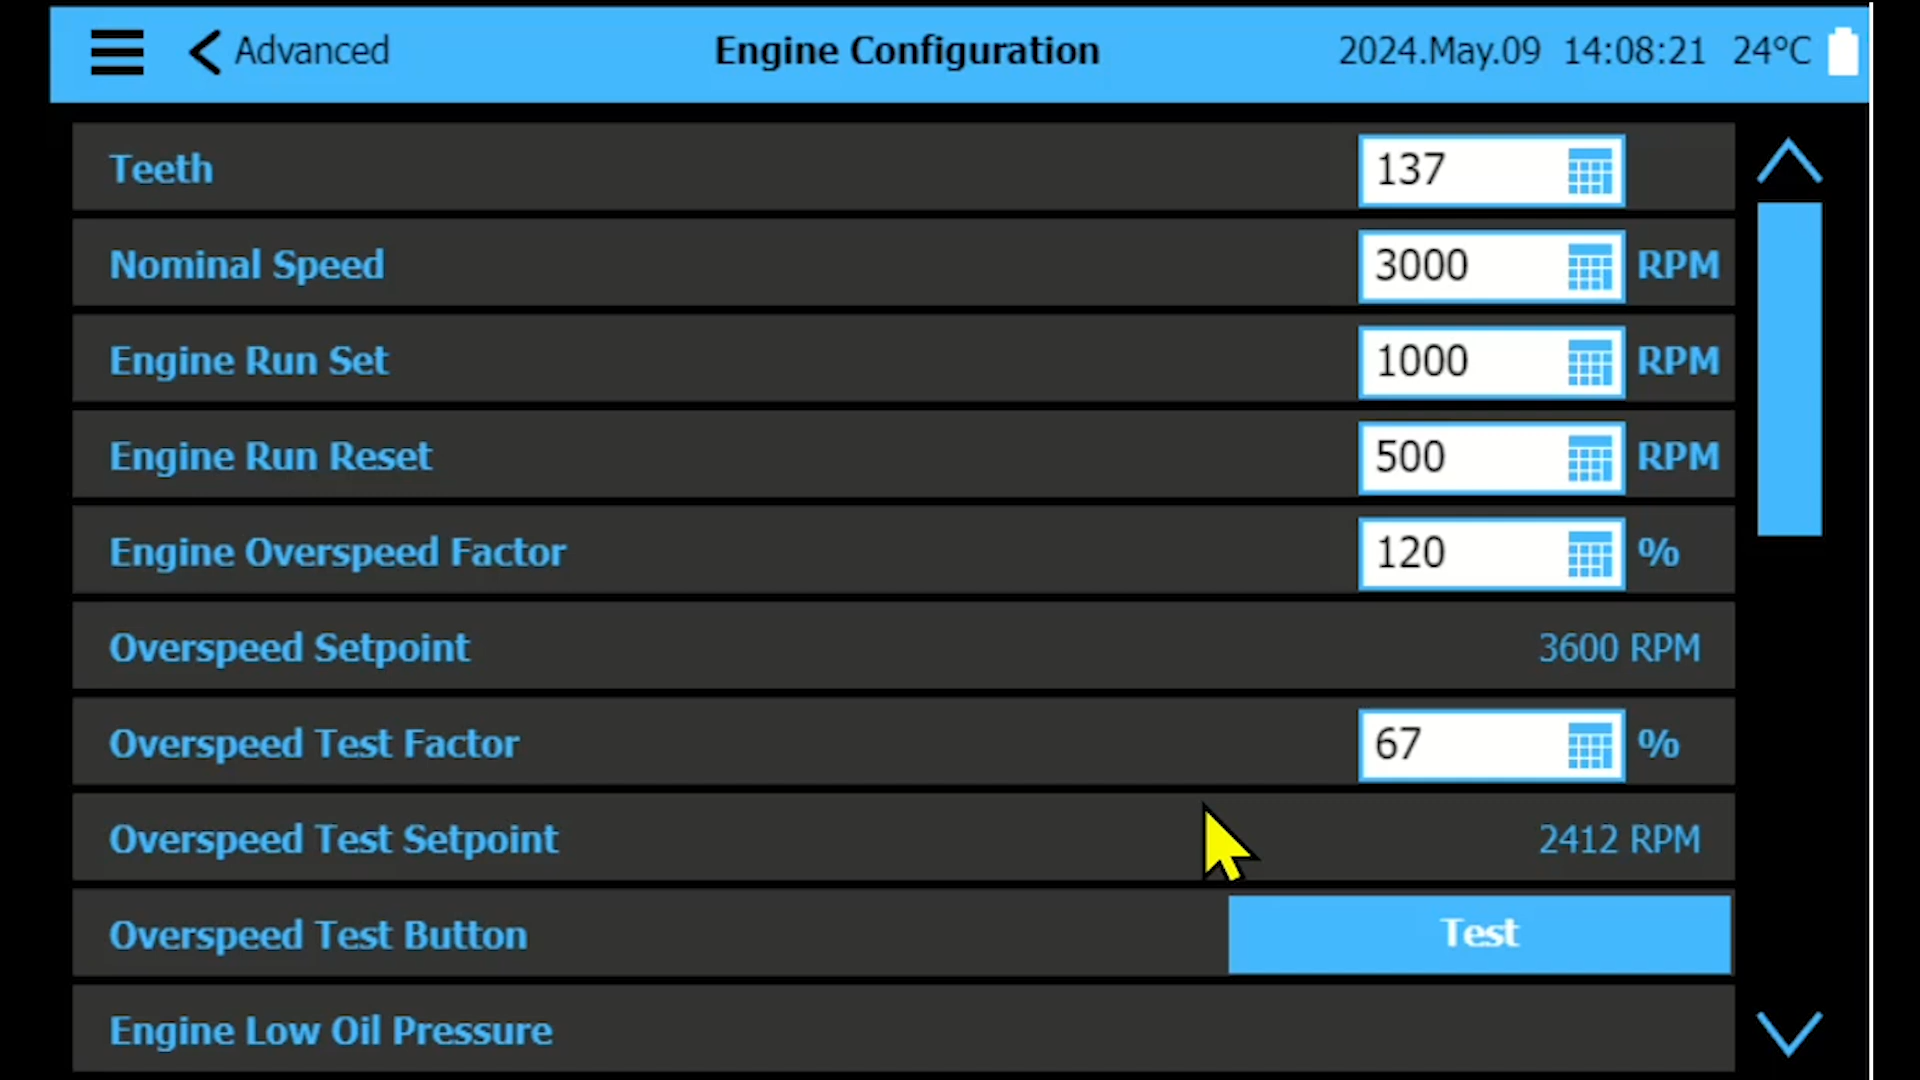 Advanced Engine Configuration 2024.May.09 14:08:21 24°C
Teeth 137
Nominal Speed 3000 RPM
Engine Run Set 1000 RPM
Engine Run Reset 500 RPM
Engine Overspeed Factor 120 %
Overspeed Setpoint 3600 RPM
Overspeed Test Factor 67 %
Overspeed Test Setpoint 2412 RPM
Overspeed Test Button Test
Engine Low Oil Pressure